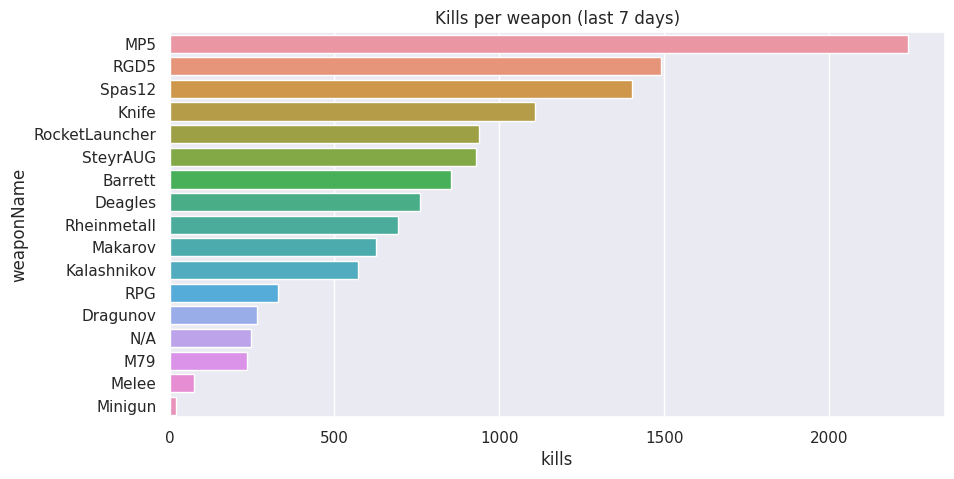 Kills per weapon (last 7 days)
weaponName
MP5
RGD5
Spas12
Knife
RocketLauncher
SteyrAUG
Barrett
Deagles
Rheinmetall
Makarov
Kalashnikov
RPG
Dragunov
N/A
M79
Melee
Minigun
0 500 1000 1500 2000
kills